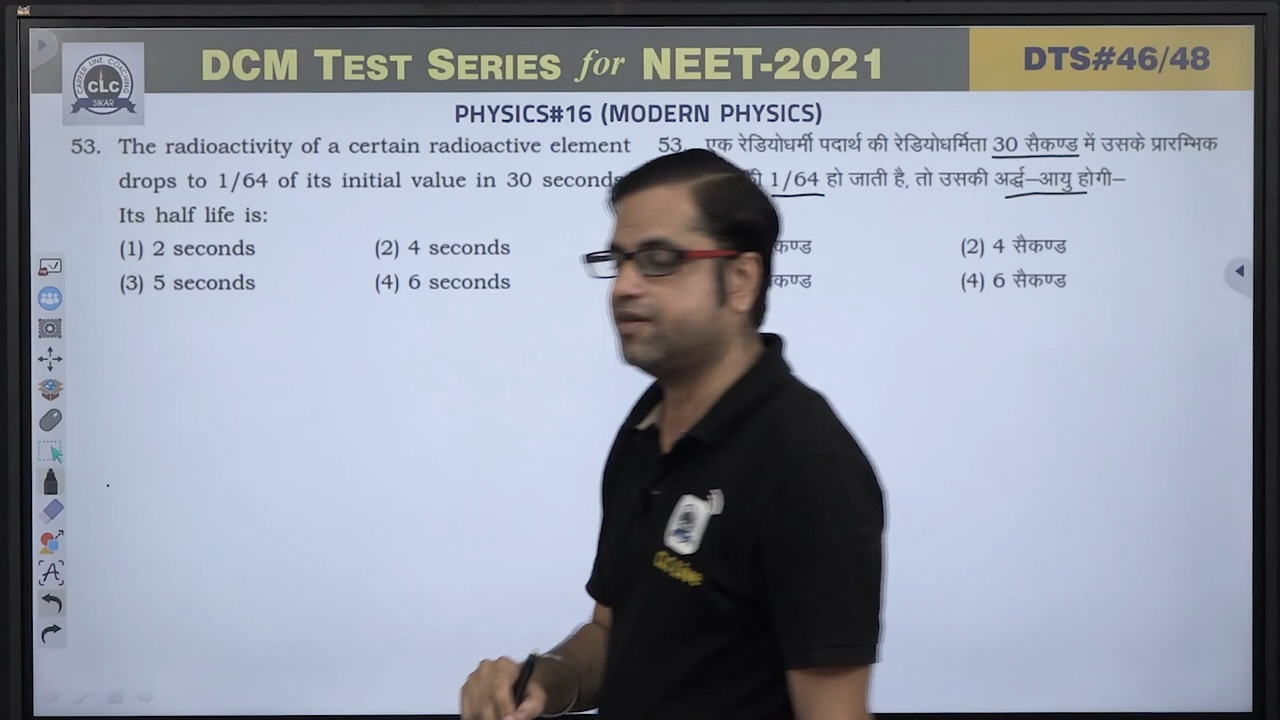 DCM TEST SERIES for NEET-2021
DTS#46/48
CAREER LINE COACHING
CLC
SIKAR
PHYSICS#16 (MODERN PHYSICS)
53. The radioactivity of a certain radioactive element
drops to 1/64 of its initial value in 30 seconds
Its half life is:
(1) 2 seconds (2) 4 seconds
(3) 5 seconds (4) 6 seconds
53. एक रेडियोधर्मी पदार्थ की रेडियोधर्मिता 30 सैकण्ड में उसके प्रारम्भिक
1/64 हो जाती है, तो उसकी अर्द्ध–आयु होगी–
(2) 4 सैकण्ड
(4) 6 सैकण्ड